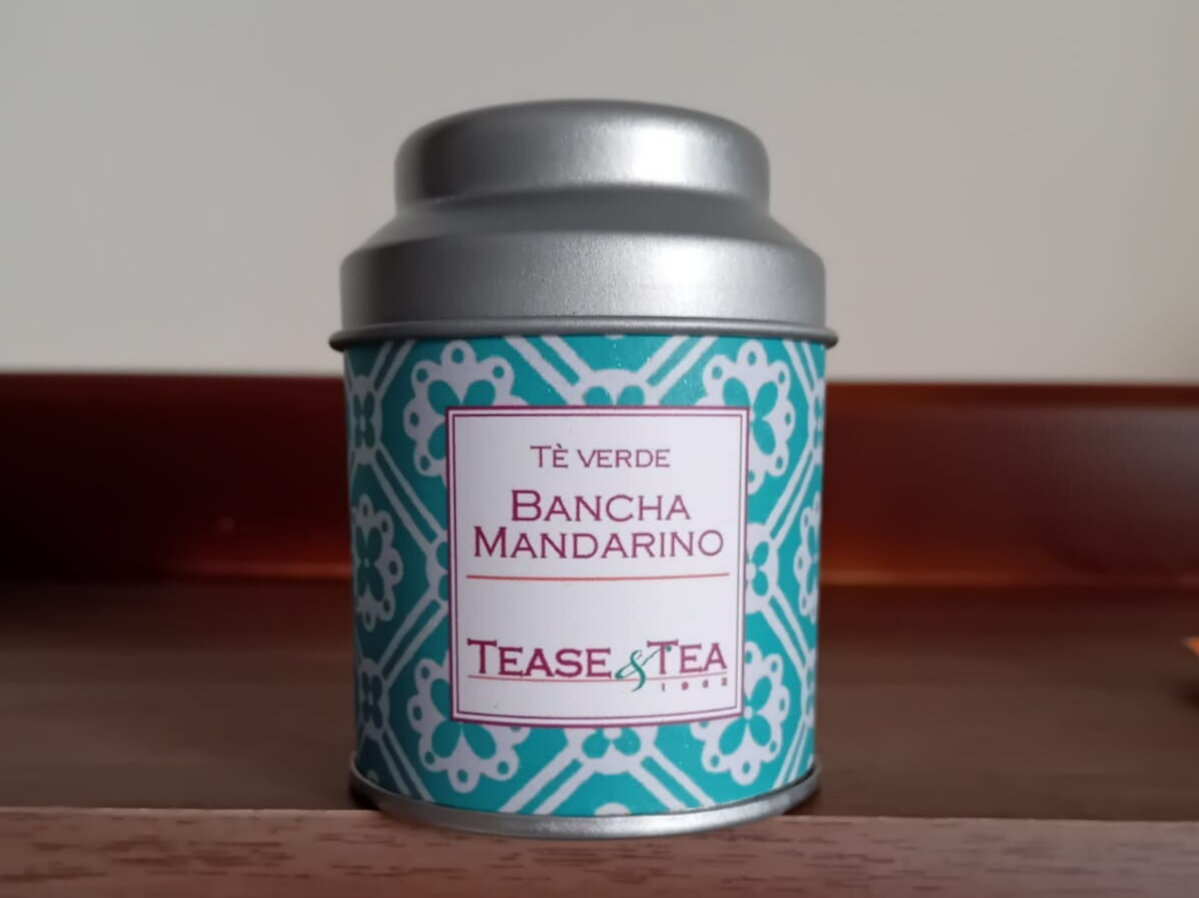 TÈ VERDE
BANCHA
MANDARINO
TEASE & TEA